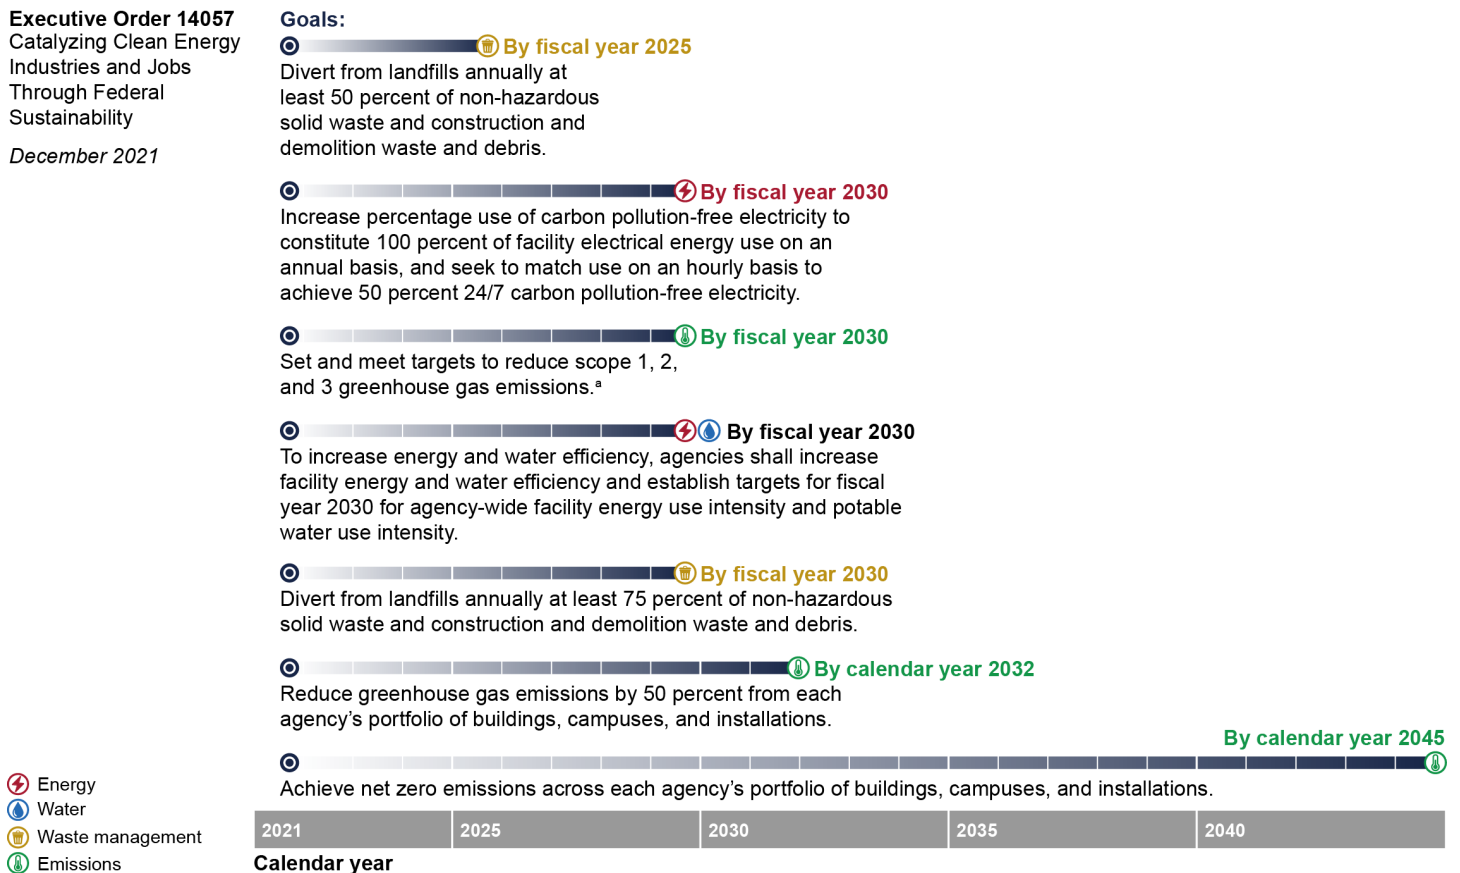 Executive Order 14057
Catalyzing Clean Energy
Industries and Jobs
Through Federal
Sustainability
December 2021
Goals:
By fiscal year 2025
Divert from landfills annually at
least 50 percent of non-hazardous
solid waste and construction and
demolition waste and debris.
By fiscal year 2030
Increase percentage use of carbon pollution-free electricity to
constitute 100 percent of facility electrical energy use on an
annual basis, and seek to match use on an hourly basis to
achieve 50 percent 24/7 carbon pollution-free electricity.
By fiscal year 2030
Set and meet targets to reduce scope 1, 2,
and 3 greenhouse gas emissions.ª
By fiscal year 2030
To increase energy and water efficiency, agencies shall increase
facility energy and water efficiency and establish targets for fiscal
year 2030 for agency-wide facility energy use intensity and potable
water use intensity.
By fiscal year 2030
Divert from landfills annually at least 75 percent of non-hazardous
solid waste and construction and demolition waste and debris.
By calendar year 2032
Reduce greenhouse gas emissions by 50 percent from each
agency’s portfolio of buildings, campuses, and installations.
By calendar year 2045
Achieve net zero emissions across each agency’s portfolio of buildings, campuses, and installations.
Energy
Water
Waste management
Emissions
2021 2025 2030 2035 2040
Calendar year